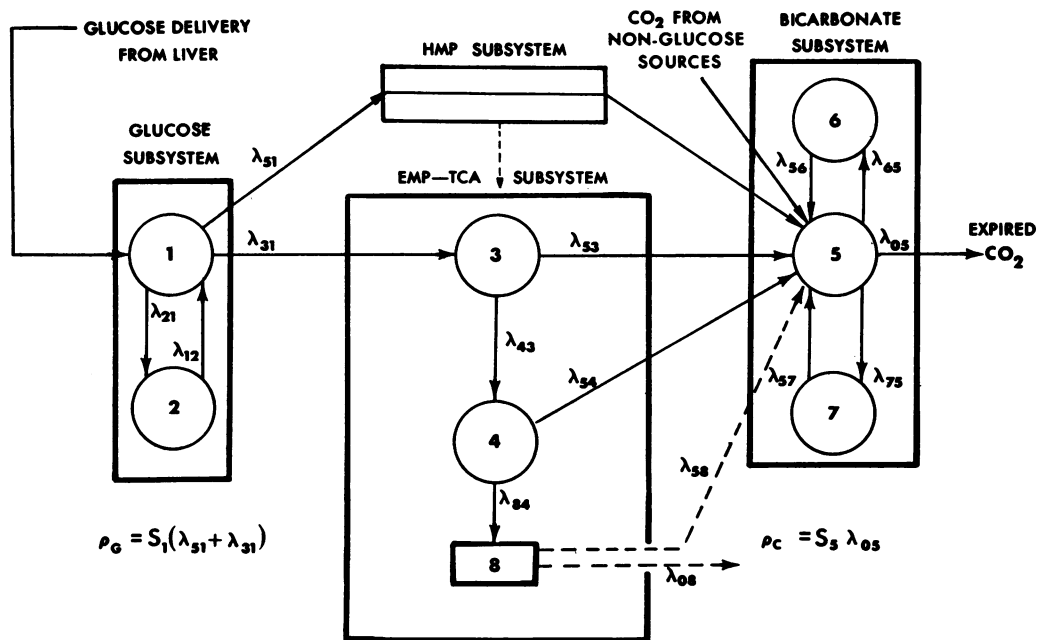 GLUCOSE DELIVERY
FROM LIVER
HMP SUBSYSTEM
CO₂ FROM
NON-GLUCOSE
SOURCES
BICARBONATE
SUBSYSTEM
GLUCOSE
SUBSYSTEM
EMP—TCA SUBSYSTEM
λ₅₁
1
λ₃₁
λ₂₁
λ₁₂
2
3
λ₅₃
λ₄₃
4
λ₅₄
λ₈₄
8
λ₅₈
λ₀₈
6
λ₅₆
λ₆₅
5
λ₀₅
EXPIRED
CO₂
λ₅₇
λ₇₅
7
ρ_G = S₁(λ₅₁ + λ₃₁)
ρ_C = S₅ λ₀₅